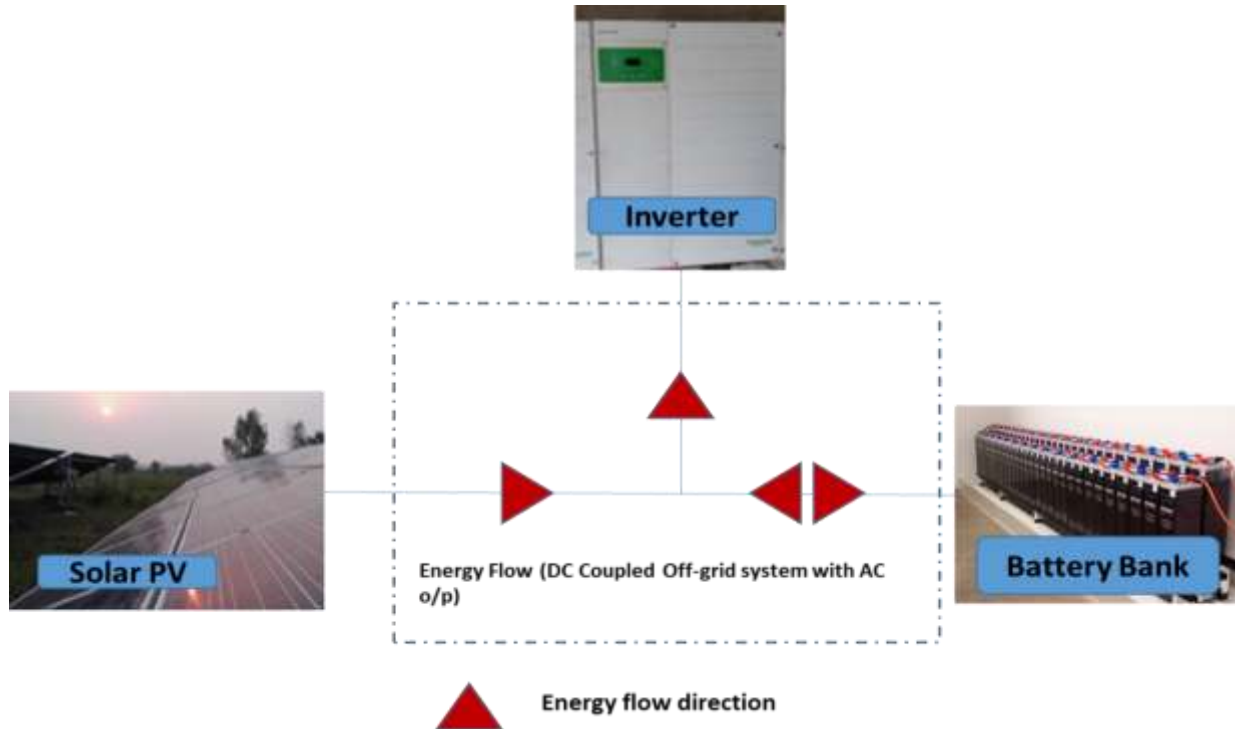 Inverter
Solar PV
Battery Bank
Energy Flow (DC Coupled Off-grid system with AC
o/p)
Energy flow direction